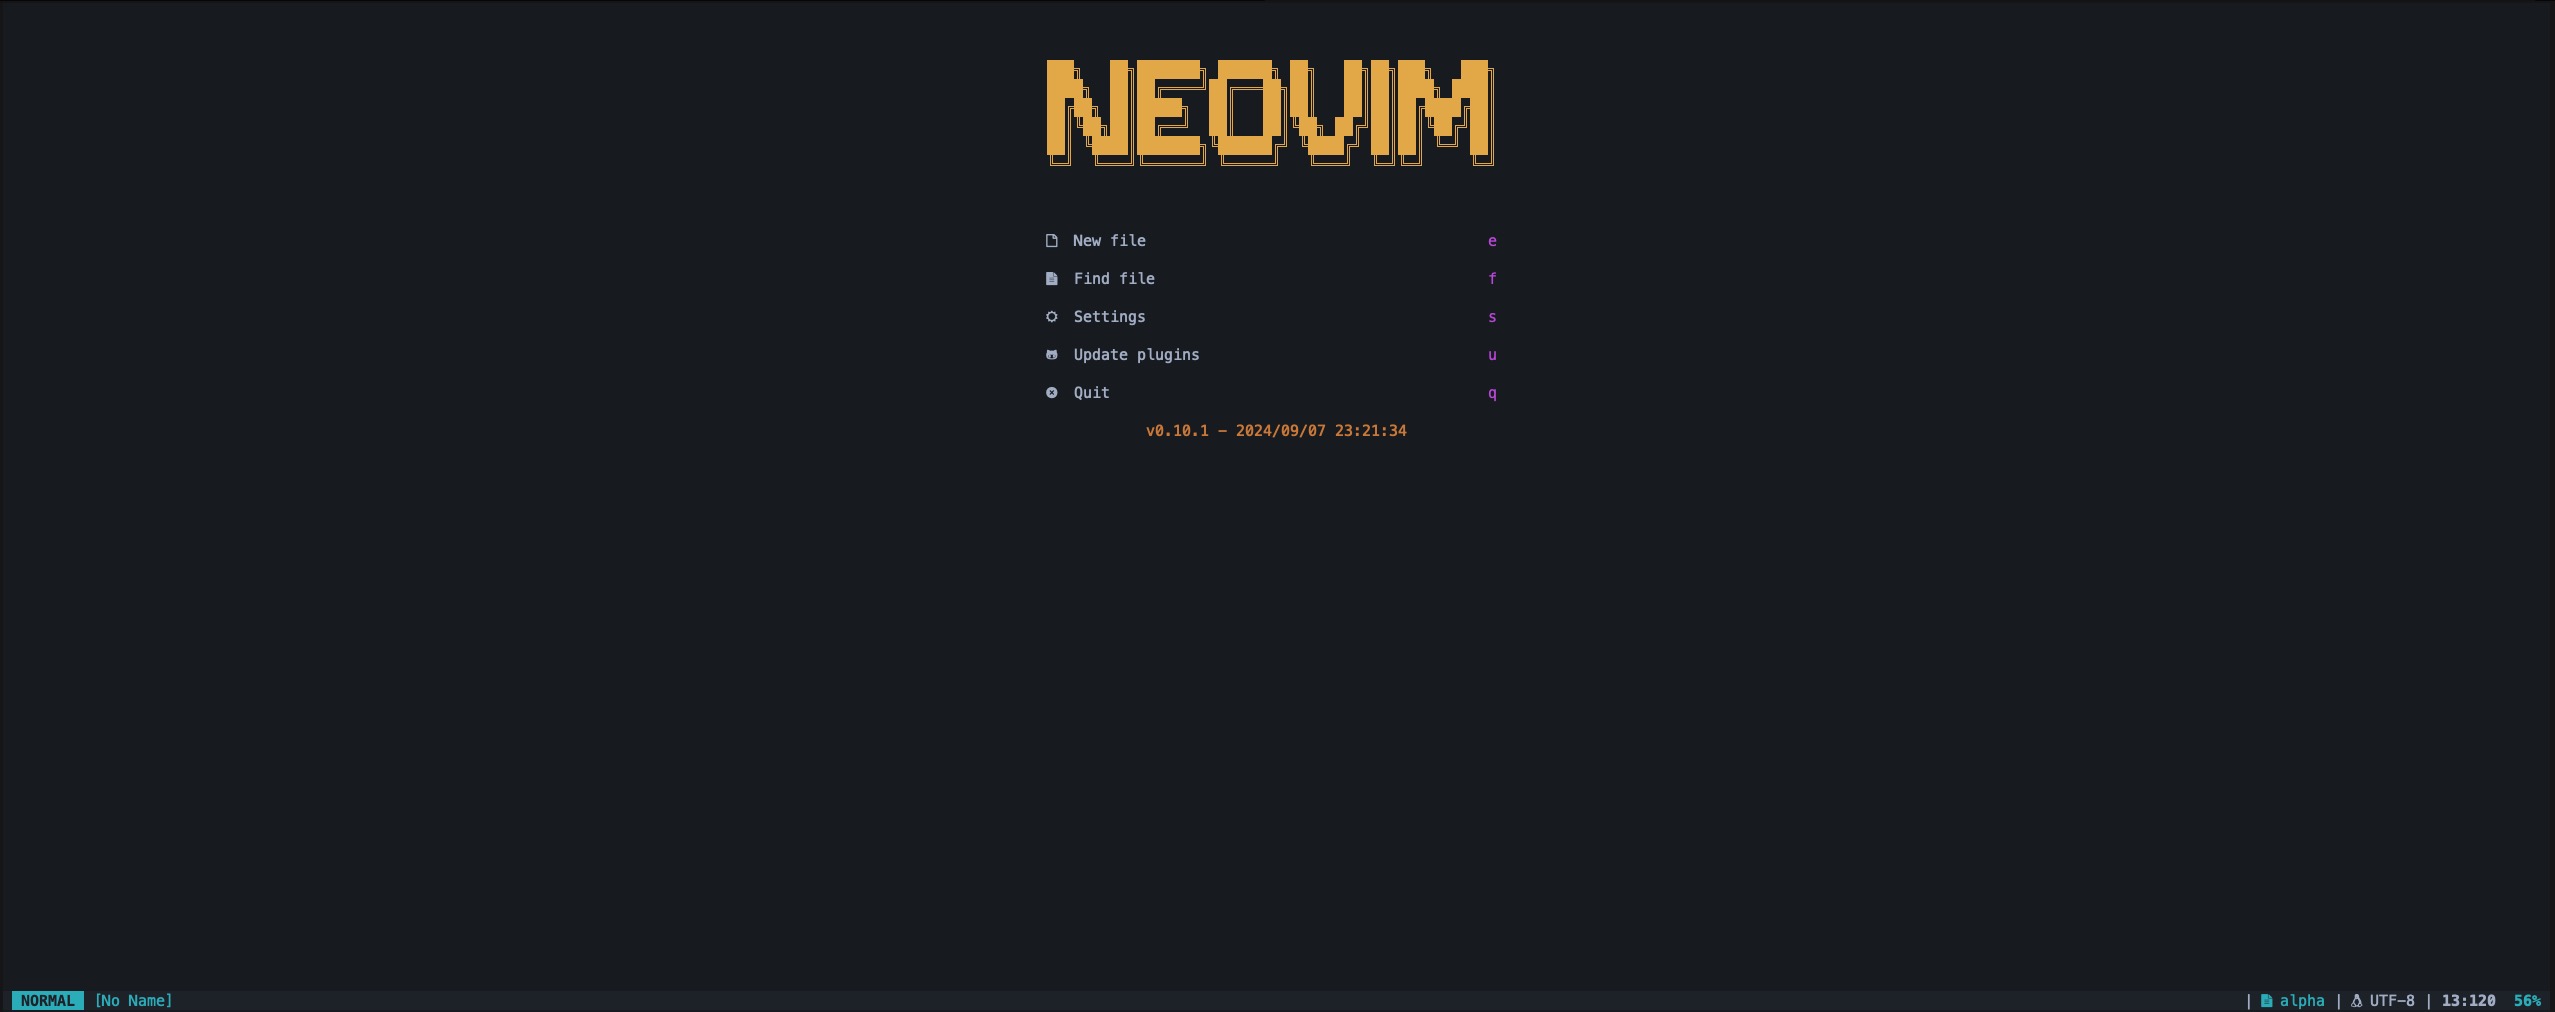 NEOVIM
New file e
Find file f
Settings s
Update plugins u
Quit q
v0.10.1 – 2024/09/07 23:21:34
NORMAL [No Name] | alpha | UTF-8 | 13:120 56%